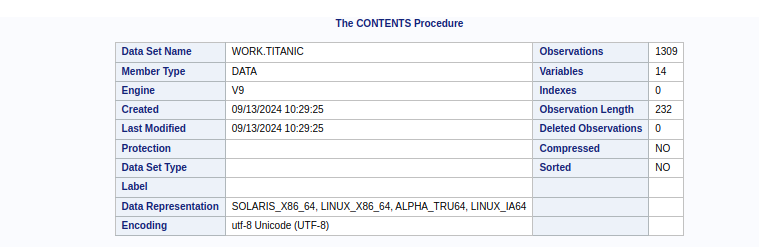 The CONTENTS Procedure
Data Set Name WORK.TITANIC Observations 1309
Member Type DATA Variables 14
Engine V9 Indexes 0
Created 09/13/2024 10:29:25 Observation Length 232
Last Modified 09/13/2024 10:29:25 Deleted Observations 0
Protection Compressed NO
Data Set Type Sorted NO
Label
Data Representation SOLARIS_X86_64, LINUX_X86_64, ALPHA_TRU64, LINUX_IA64
Encoding utf-8 Unicode (UTF-8)